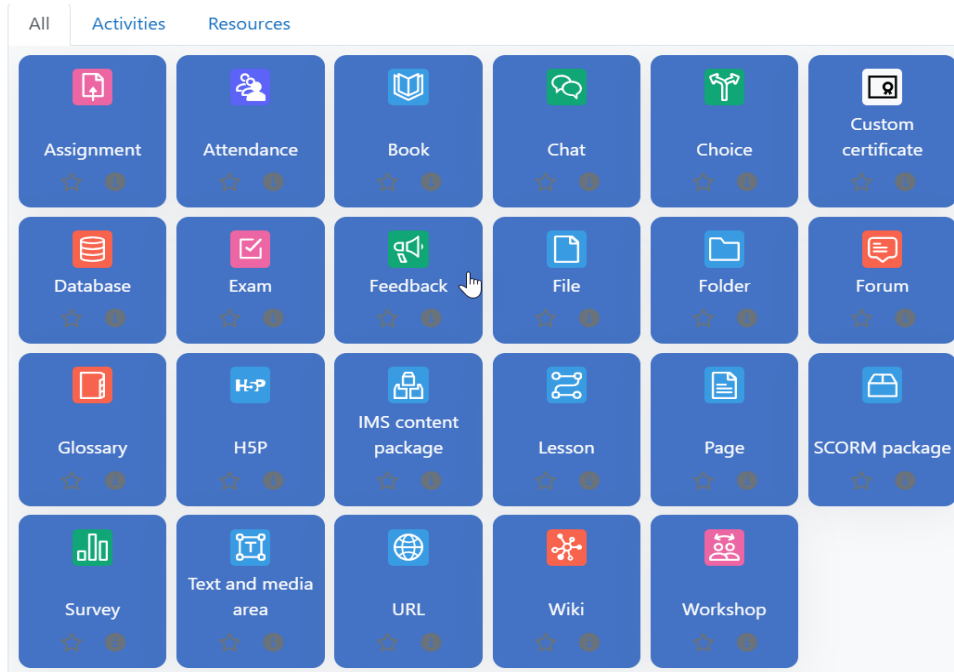 All Activities Resources
Assignment Attendance Book Chat Choice Custom certificate
Database Exam Feedback File Folder Forum
Glossary H5P H5P IMS content package Lesson Page SCORM package
Survey T Text and media area URL Wiki Workshop